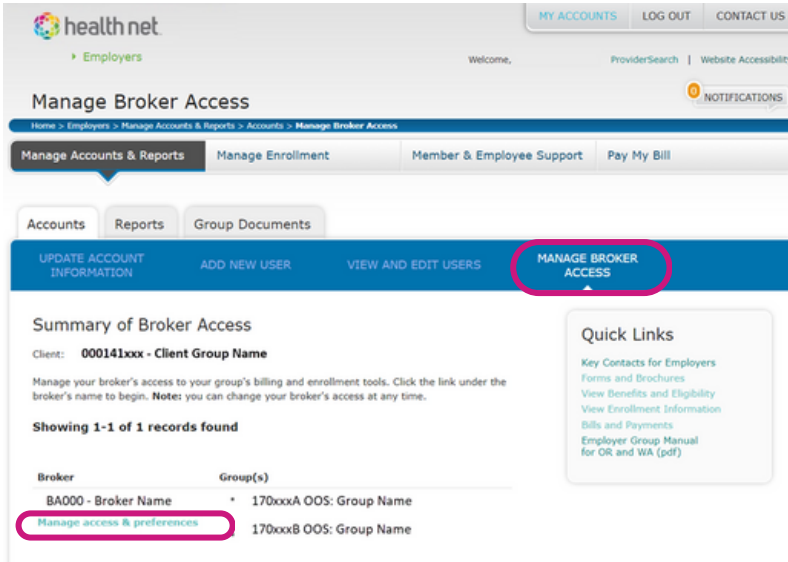 health net.
MY ACCOUNTS LOG OUT CONTACT US
Employers
Welcome, ProviderSearch | Website Accessibility
Manage Broker Access
0 NOTIFICATIONS
Home > Employers > Manage Accounts & Reports > Accounts > Manage Broker Access
Manage Accounts & Reports Manage Enrollment Member & Employee Support Pay My Bill
Accounts Reports Group Documents
UPDATE ACCOUNT INFORMATION
ADD NEW USER
VIEW AND EDIT USERS
MANAGE BROKER ACCESS
Summary of Broker Access
Client: 000141xxx - Client Group Name
Manage your broker's access to your group's billing and enrollment tools. Click the link under the
broker's name to begin. Note: you can change your broker's access at any time.
Showing 1-1 of 1 records found
Broker Group(s)
BA000 - Broker Name • 170xxxA OOS: Group Name
Manage access & preferences
170xxxB OOS: Group Name
Quick Links
Key Contacts for Employers
Forms and Brochures
View Benefits and Eligibility
View Enrollment Information
Bills and Payments
Employer Group Manual
for OR and WA (pdf)